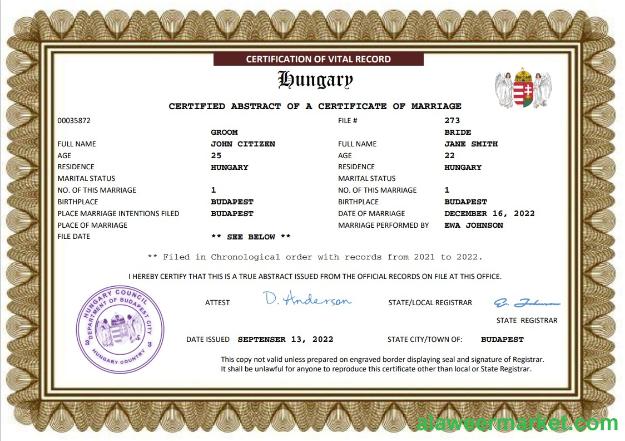 CERTIFICATION OF VITAL RECORD
Hungary
CERTIFIED ABSTRACT OF A CERTIFICATE OF MARRIAGE
00035872 FILE # 273
GROOM BRIDE
FULL NAME JOHN CITIZEN FULL NAME JANE SMITH
AGE 25 AGE 22
RESIDENCE HUNGARY RESIDENCE HUNGARY
MARITAL STATUS MARITAL STATUS
NO. OF THIS MARRIAGE 1 NO. OF THIS MARRIAGE 1
BIRTHPLACE BUDAPEST BIRTHPLACE BUDAPEST
PLACE MARRIAGE INTENTIONS FILED BUDAPEST DATE OF MARRIAGE DECEMBER 16, 2022
PLACE OF MARRIAGE MARRIAGE PERFORMED BY EWA JOHNSON
FILE DATE ** SEE BELOW **
** Filed in Chronological order with records from 2021 to 2022.
I HEREBY CERTIFY THAT THIS IS A TRUE ABSTRACT ISSUED FROM THE OFFICIAL RECORDS ON FILE AT THIS OFFICE.
HUNGARY COUNCIL
DEPARTMENT OF BUDAPEST CITY
HUNGARY COUNTRY
ATTEST D. Anderson STATE/LOCAL REGISTRAR
STATE REGISTRAR
DATE ISSUED SEPTENSER 13, 2022 STATE CITY/TOWN OF: BUDAPEST
This copy not valid unless prepared on engraved border displaying seal and signature of Registrar.
It shall be unlawful for anyone to reproduce this certificate other than local or State Registrar.
alaweermarket.com